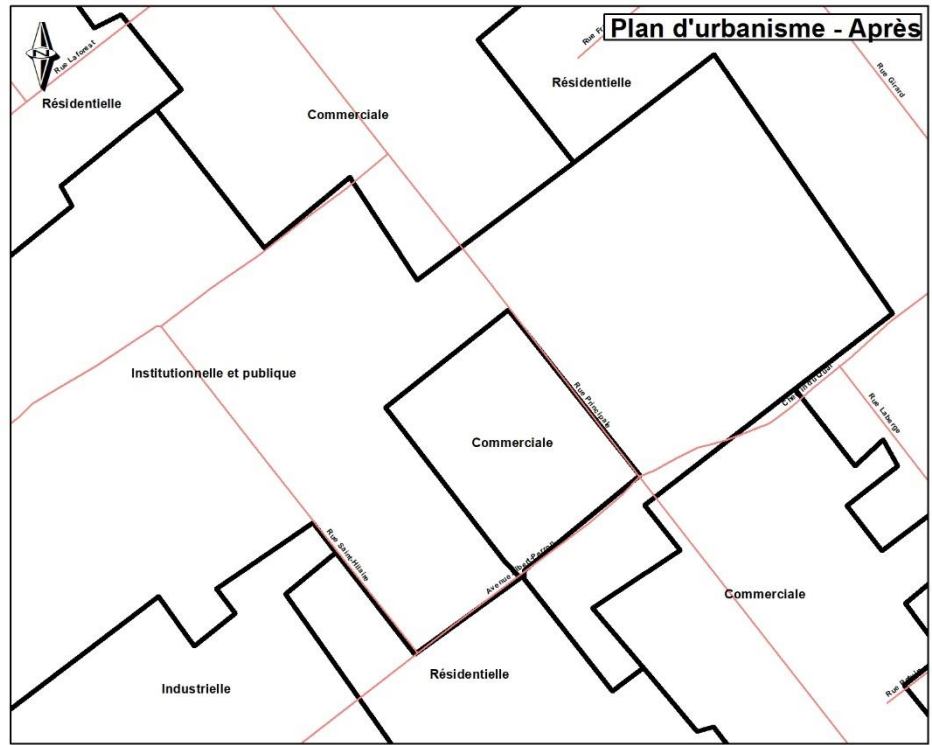 Plan d'urbanisme - Après
N
Rue Laforest
Rue Girard
Résidentielle
Résidentielle
Commerciale
Institutionnelle et publique
Rue Principale
Rue Laberge
Commerciale
Rue Saint-Hilaire
Commerciale
Résidentielle
Industrielle